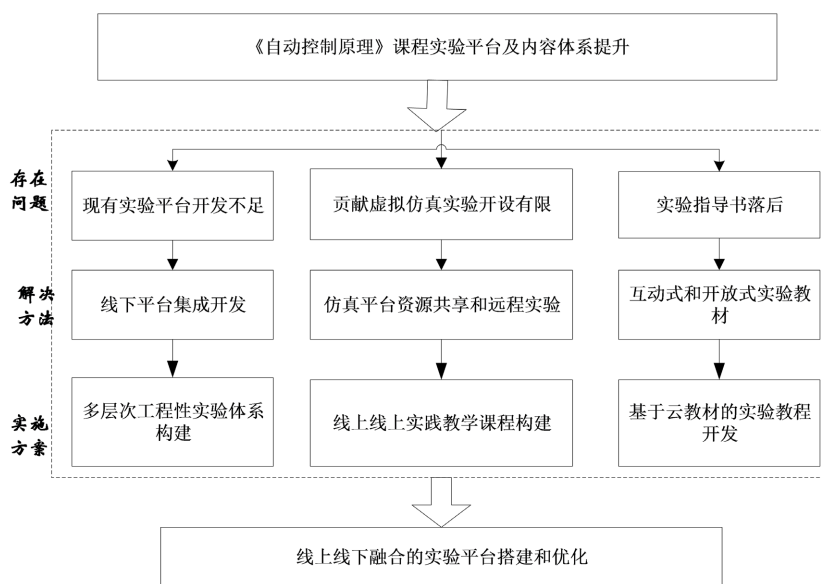 《自动控制原理》课程实验平台及内容体系提升
存在
问题
现有实验平台开发不足
贡献虚拟仿真实验开设有限
实验指导书落后
解决
方法
线下平台集成开发
仿真平台资源共享和远程实验
互动式和开放式实验教
材
实施
方案
多层次工程性实验体系
构建
线上线上实践教学课程构建
基于云教材的实验教程
开发
线上线下融合的实验平台搭建和优化